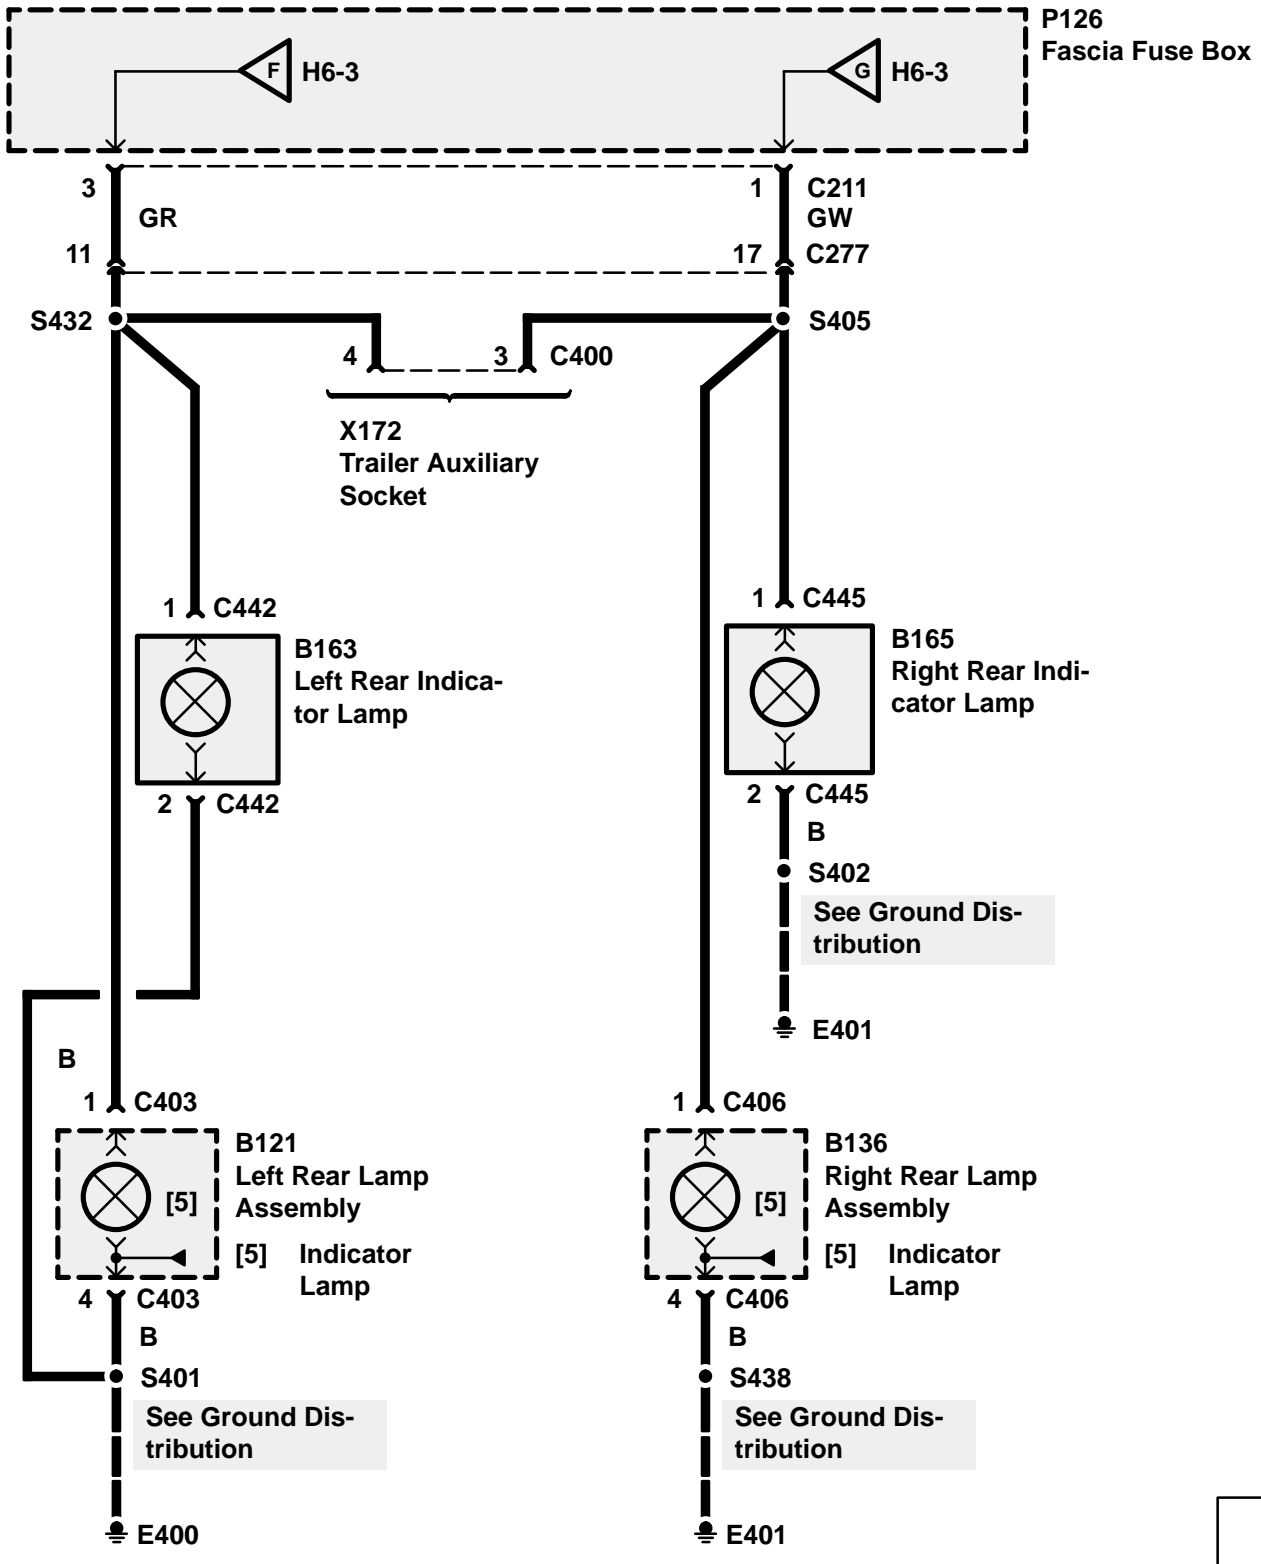 P126
Fascia Fuse Box
F H6-3
G H6-3
3
1 C211
GR
GW
11
17 C277
S432
S405
4
3 C400
X172
Trailer Auxiliary
Socket
1 C442
B163
Left Rear Indica-
tor Lamp
2 C442
1 C445
B165
Right Rear Indi-
cator Lamp
2 C445
B
S402
See Ground Dis-
tribution
E401
B
1 C403
[5]
B121
Left Rear Lamp
Assembly
[5] Indicator
Lamp
4 C403
B
S401
See Ground Dis-
tribution
E400
1 C406
[5]
B136
Right Rear Lamp
Assembly
[5] Indicator
Lamp
4 C406
B
S438
See Ground Dis-
tribution
E401